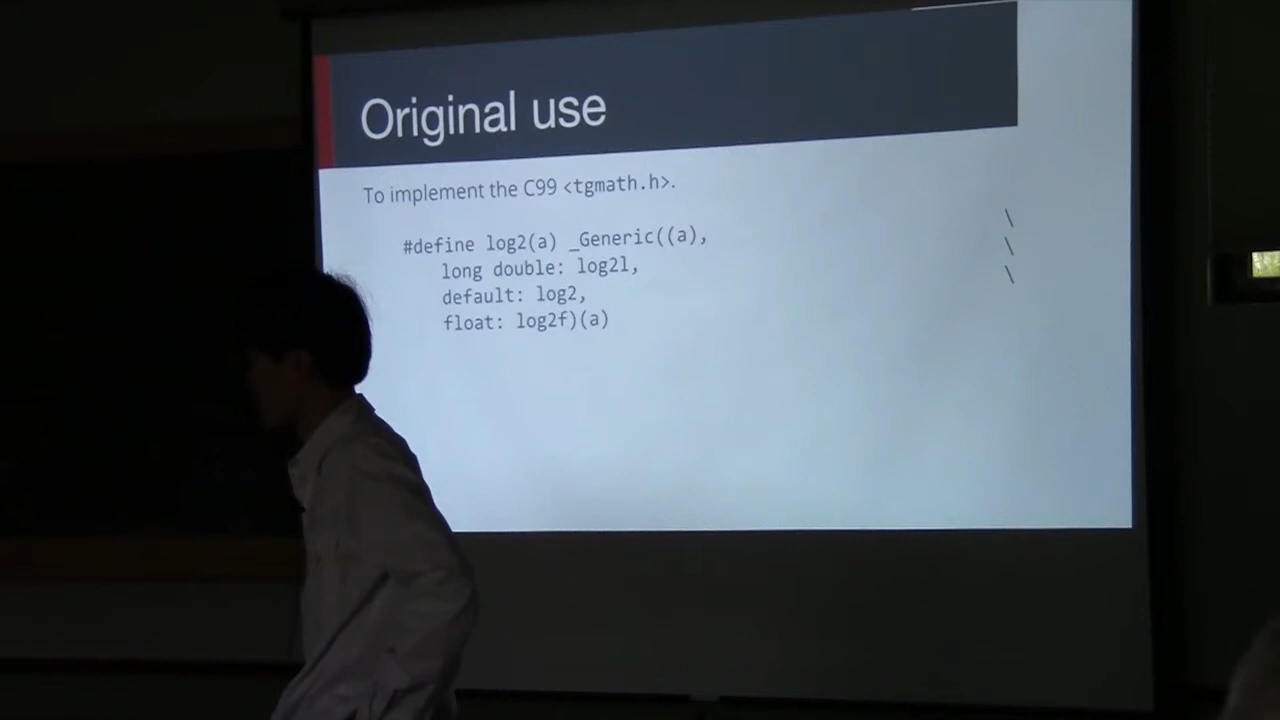 Original use
To implement the C99 <tgmath.h>.
#define log2(a) _Generic((a), \
long double: log2l, \
default: log2, \
float: log2f)(a)